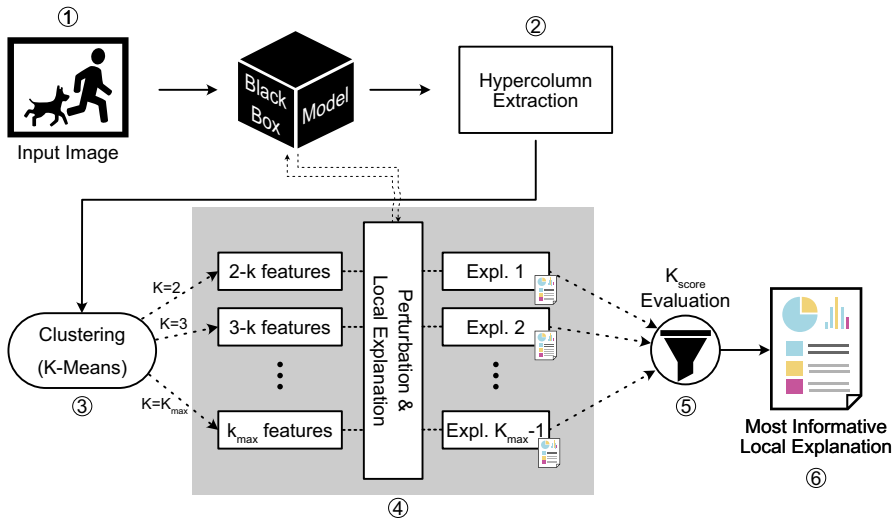 ①
Input Image
Black
Box
Model
②
Hypercolumn
Extraction
Clustering
(K-Means)
③
K=2
K=3
K=Kmax
2-k features
3-k features
kmax features
Perturbation &
Local Explanation
Expl. 1
Expl. 2
Expl. Kmax-1
④
Kscore
Evaluation
⑤
Most Informative
Local Explanation
⑥